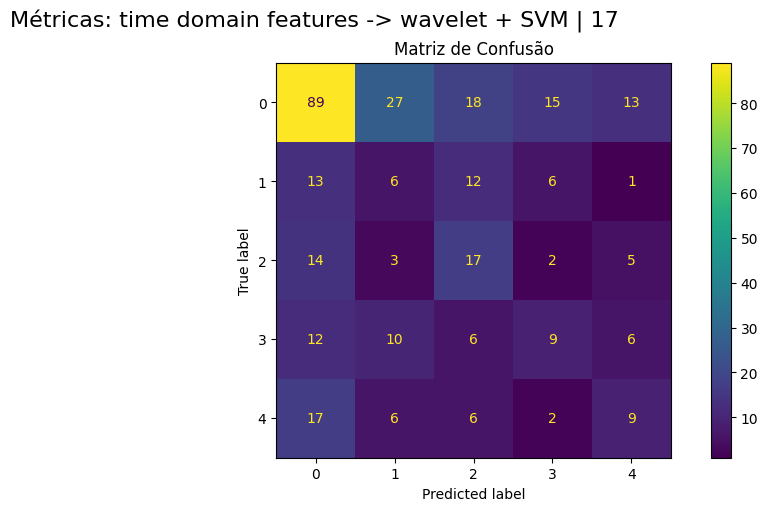 Métricas: time domain features -> wavelet + SVM | 17
Matriz de Confusão
0 89 27 18 15 13
1 13 6 12 6 1
2 14 3 17 2 5
3 12 10 6 9 6
4 17 6 6 2 9
0 1 2 3 4
True label
Predicted label
80
70
60
50
40
30
20
10